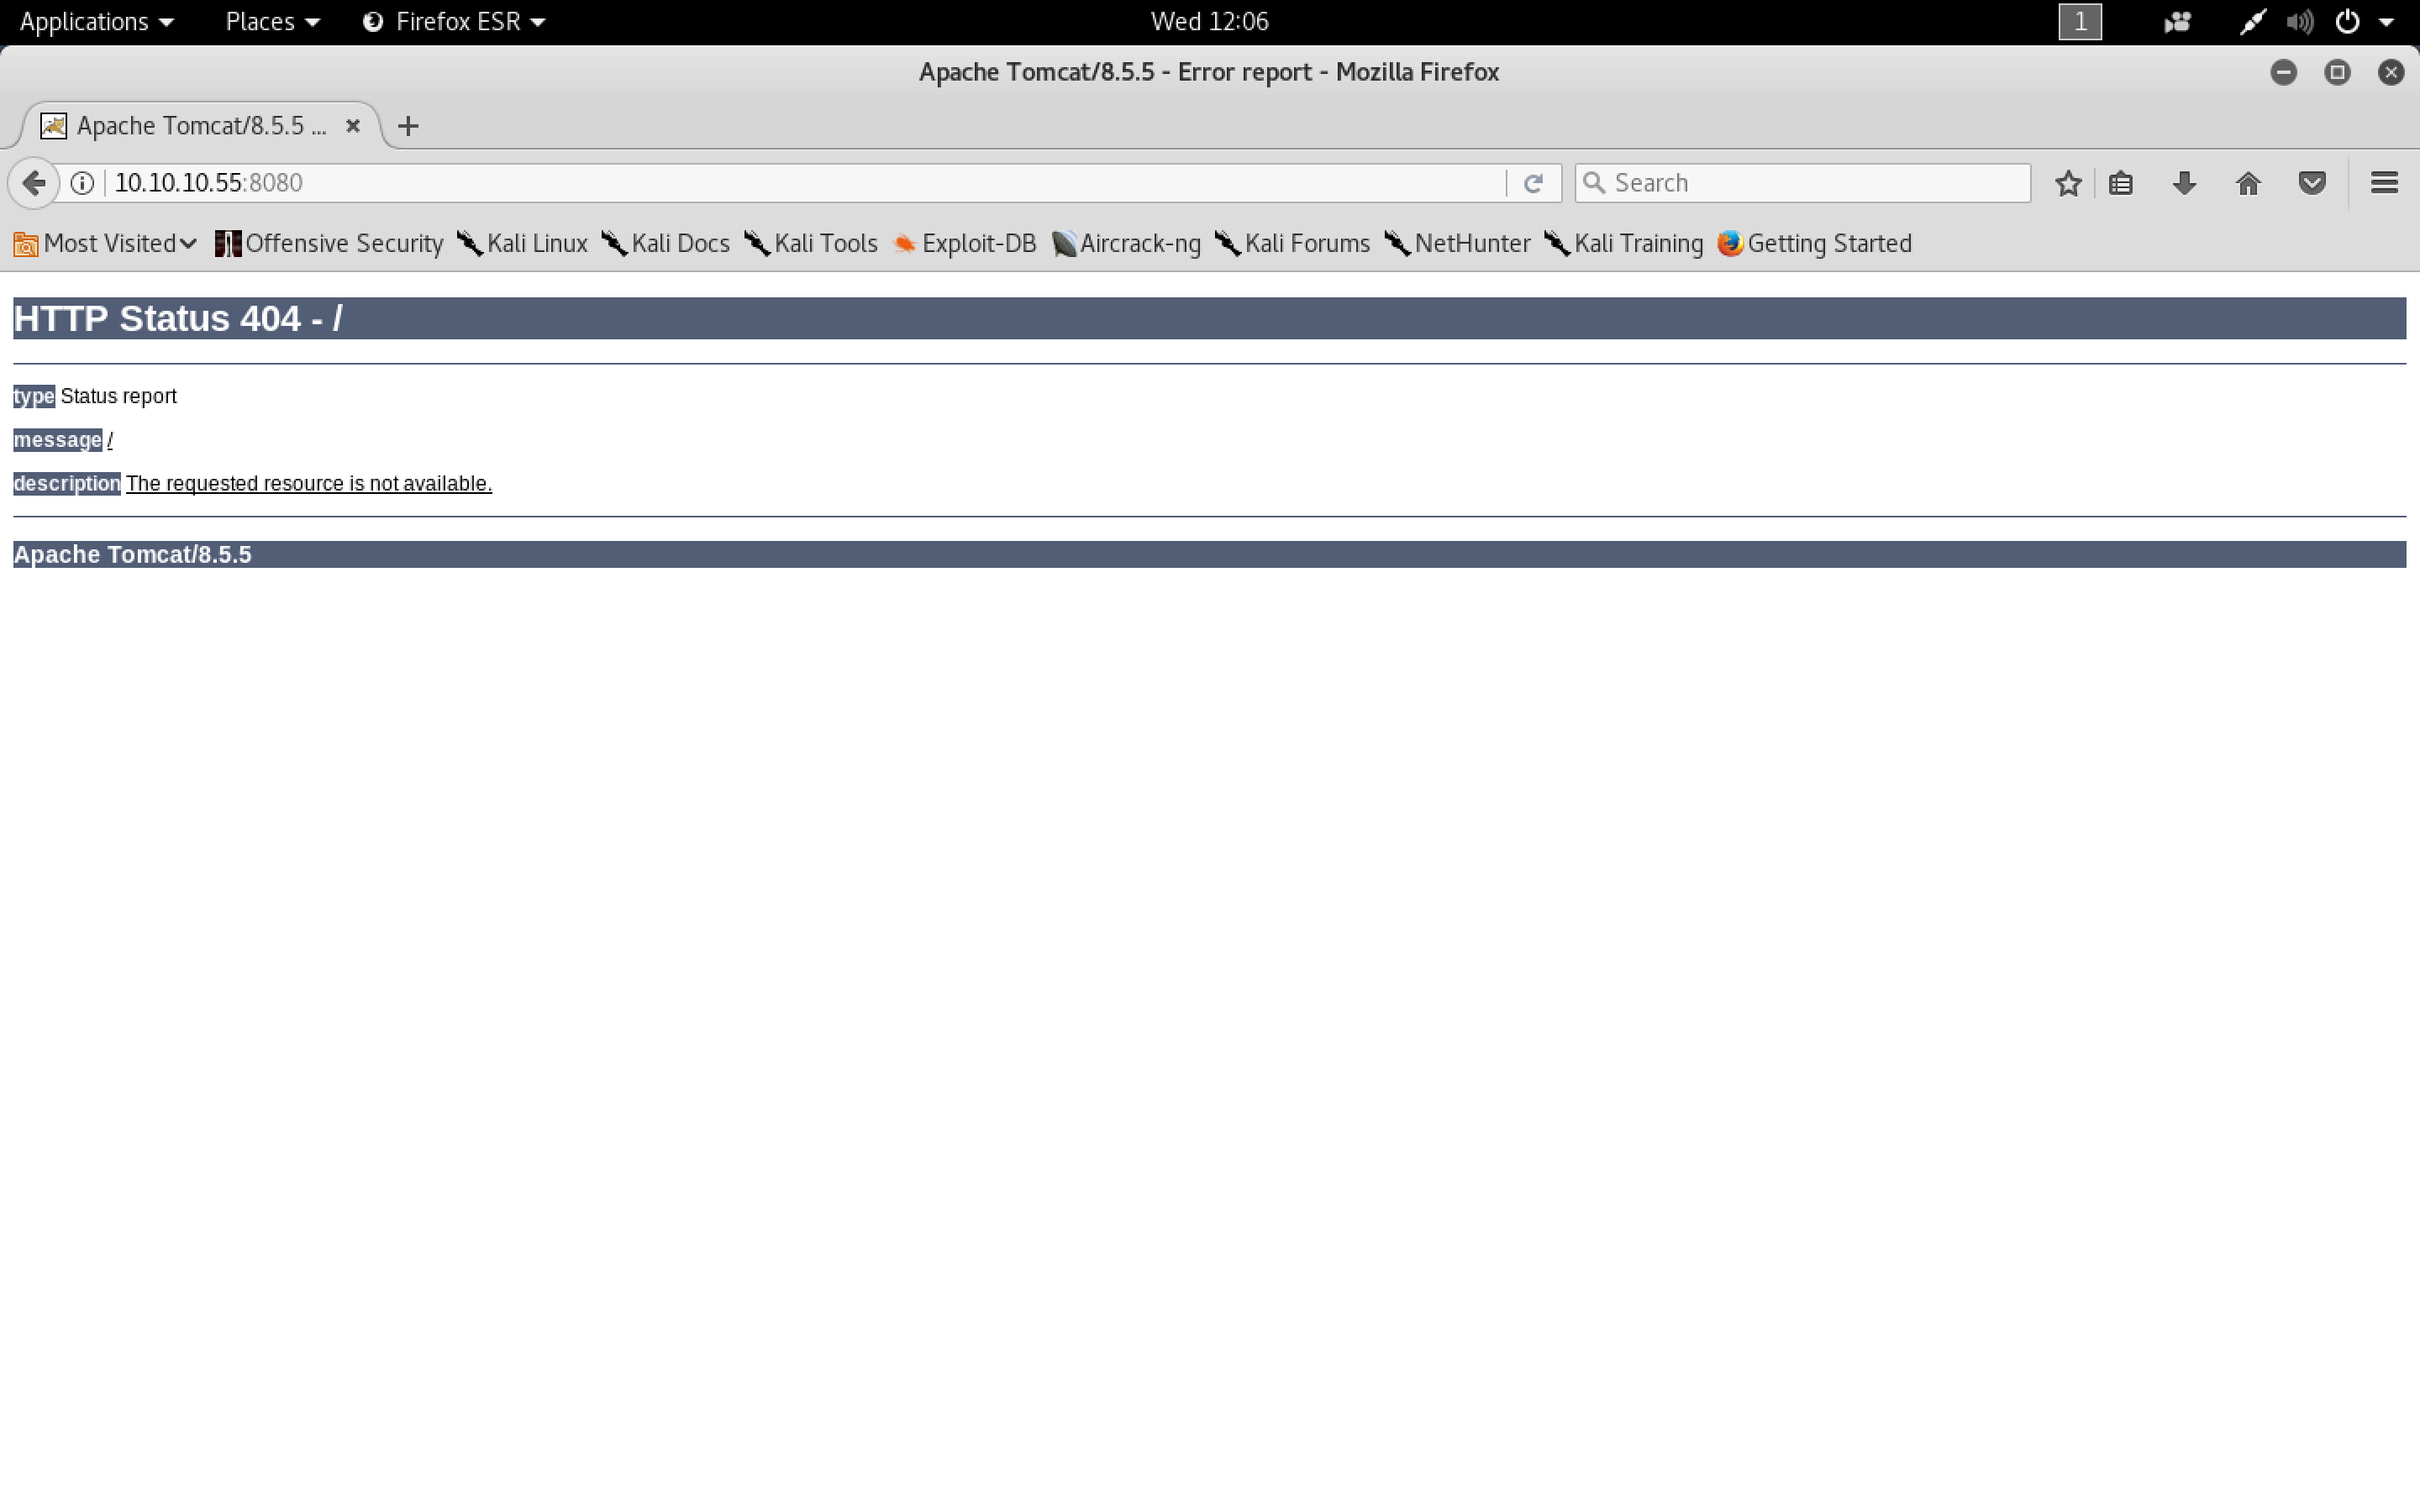 Applications Places Firefox ESR Wed 12:06 1
Apache Tomcat/8.5.5 - Error report - Mozilla Firefox
Apache Tomcat/8.5.5 ...
10.10.10.55:8080 Search
Most Visited Offensive Security Kali Linux Kali Docs Kali Tools Exploit-DB Aircrack-ng Kali Forums NetHunter Kali Training Getting Started
HTTP Status 404 - /
type Status report
message /
description The requested resource is not available.
Apache Tomcat/8.5.5